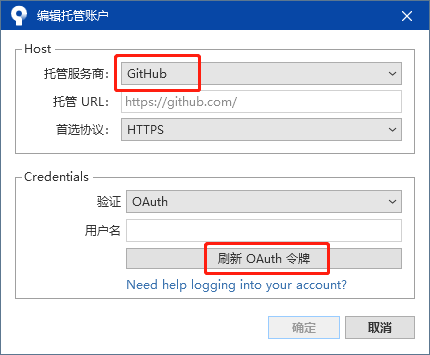 编辑托管账户
Host
托管服务商: GitHub
托管 URL: https://github.com/
首选协议: HTTPS
Credentials
验证 OAuth
用户名
刷新 OAuth 令牌
Need help logging into your account?
确定 取消